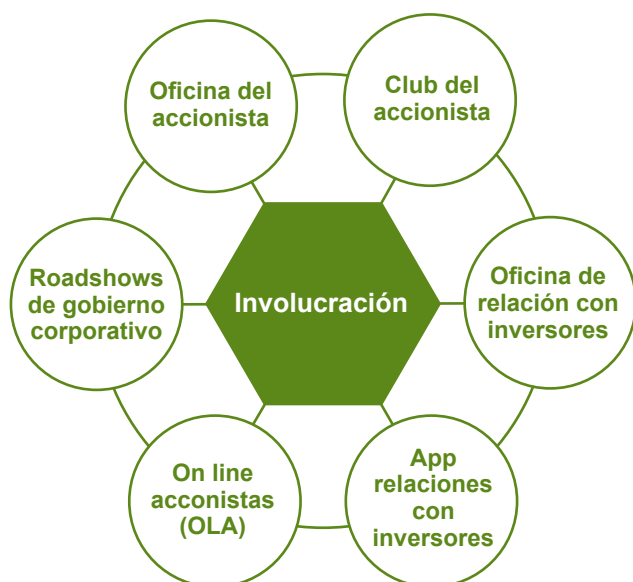 Oficina del
accionista
Club del
accionista
Roadshows
de gobierno
corporativo
Involucración
Oficina de
relación con
inversores
On line
acconistas
(OLA)
App
relaciones
con
inversores